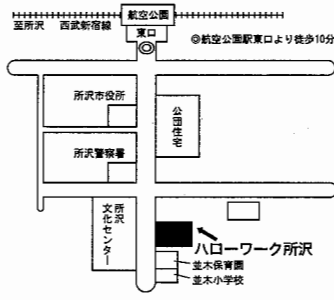 航空公園
東口
至所沢
西武新宿線
◎航空公園駅東口より徒歩10分
所沢市役所
公団住宅
所沢警察署
所沢
文化センター
ハローワーク所沢
並木保育園
並木小学校